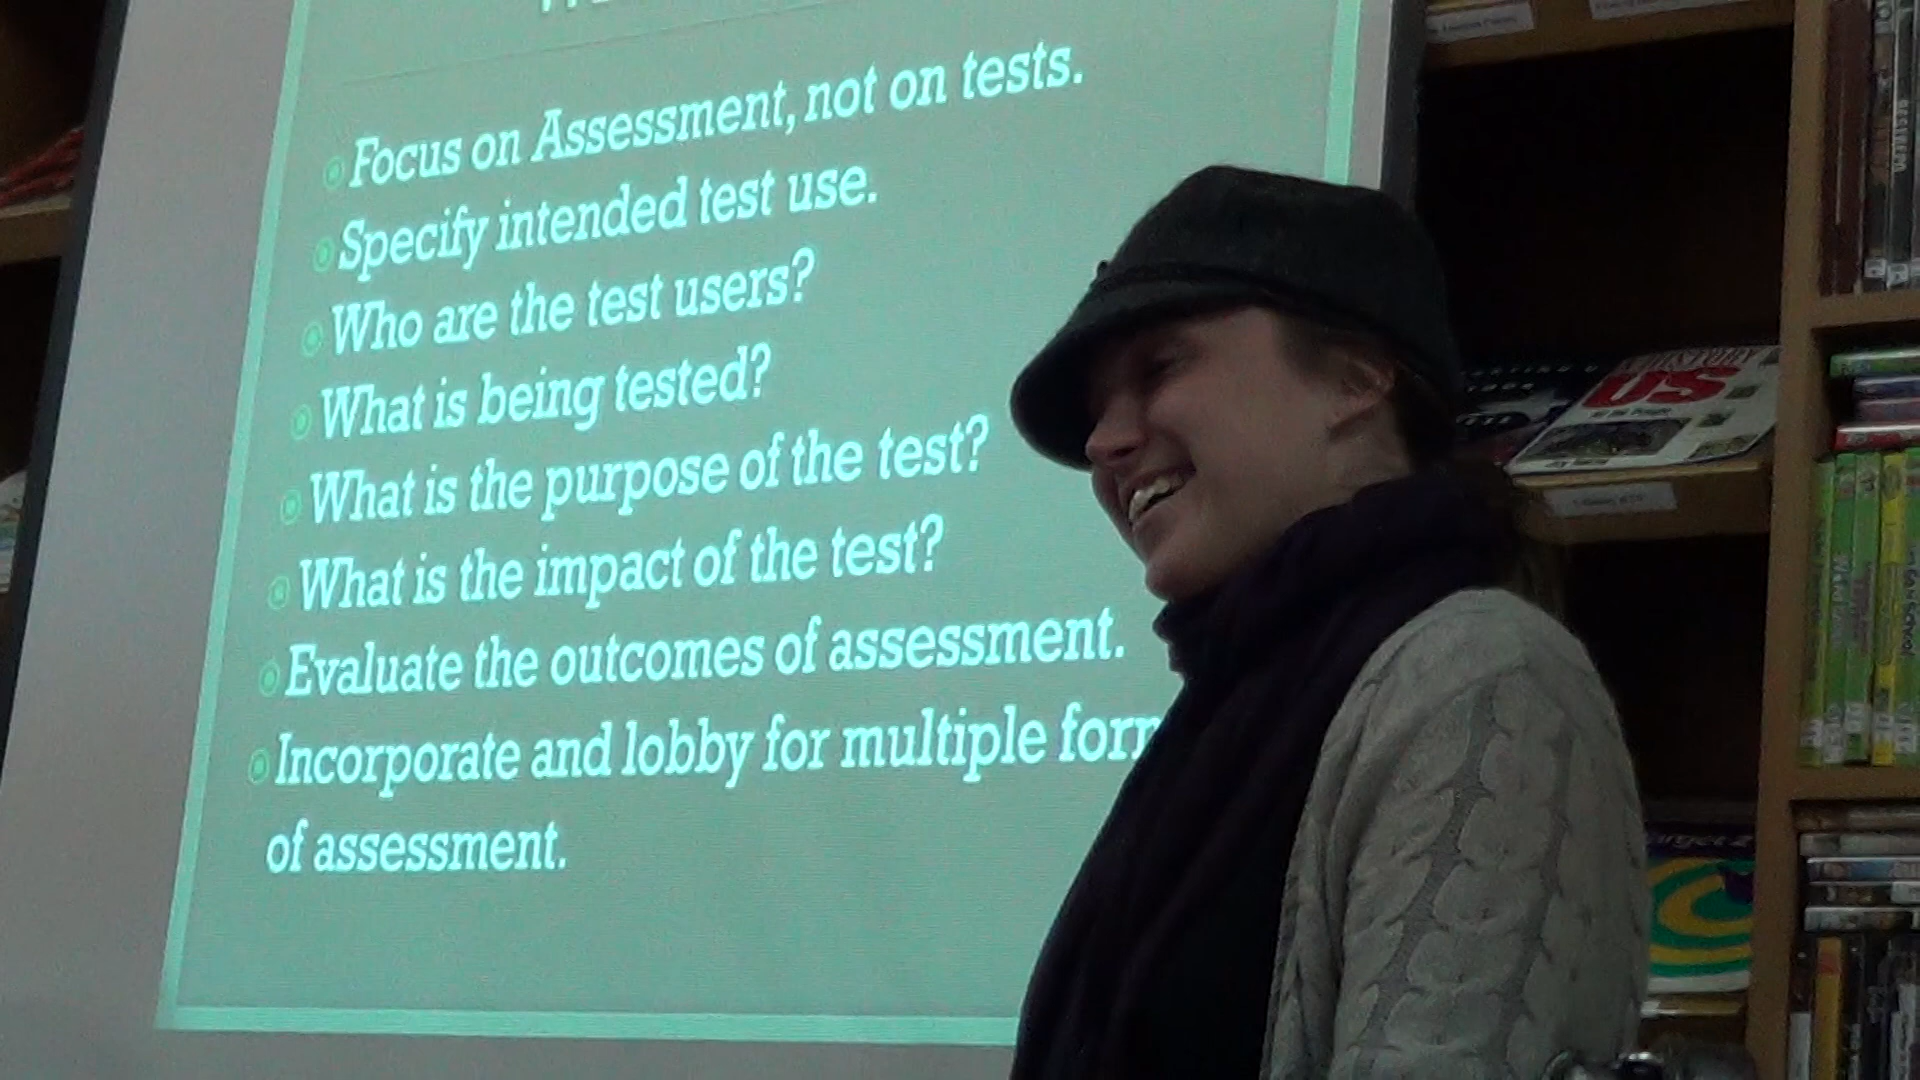 Focus on Assessment, not on tests.
Specify intended test use.
Who are the test users?
What is being tested?
What is the purpose of the test?
What is the impact of the test?
Evaluate the outcomes of assessment.
Incorporate and lobby for multiple
of assessment.
US